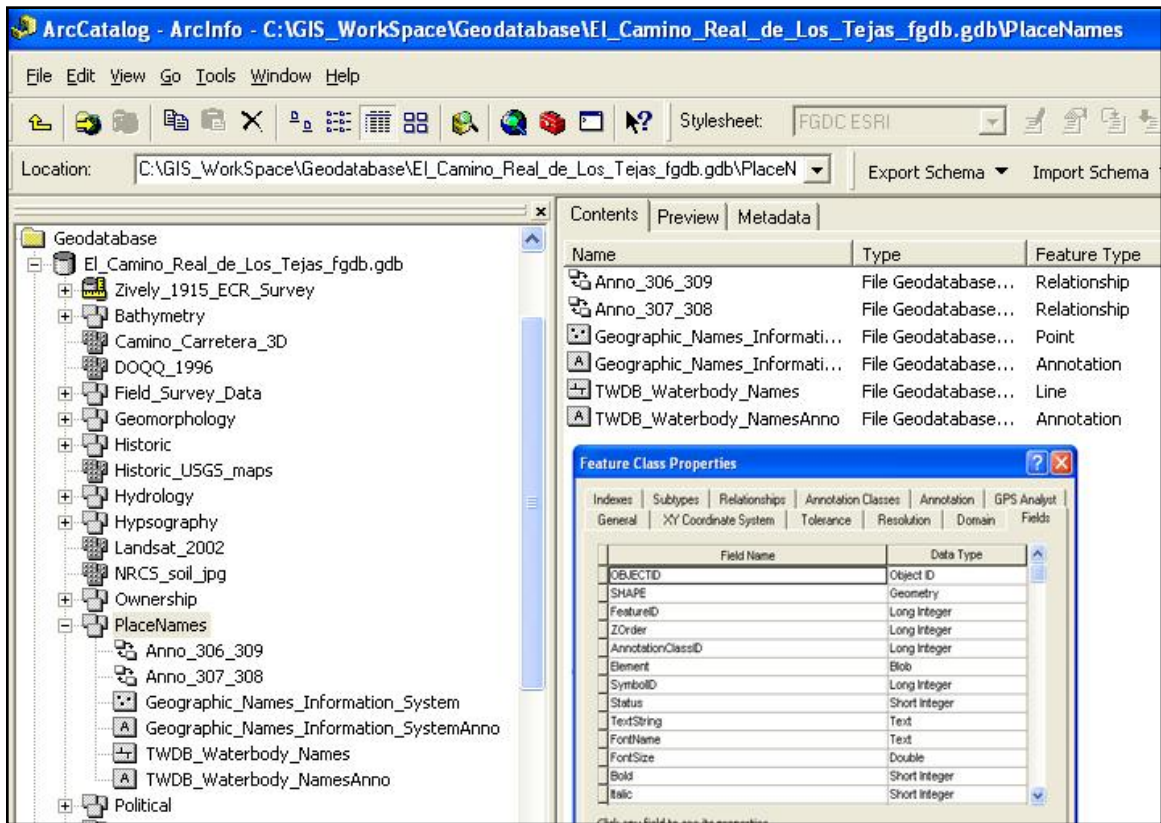 ArcCatalog - ArcInfo - C:\GIS_WorkSpace\Geodatabase\El_Camino_Real_de_Los_Tejas_fgdb.gdb\PlaceNames
File Edit View Go Tools Window Help
Stylesheet: FGDC ESRI
Location: C:\GIS_WorkSpace\Geodatabase\El_Camino_Real_de_Los_Tejas_fgdb.gdb\PlaceN Export Schema Import Schema
Geodatabase
El_Camino_Real_de_Los_Tejas_fgdb.gdb
Zively_1915_ECR_Survey
Bathymetry
Camino_Carretera_3D
DOQQ_1996
Field_Survey_Data
Geomorphology
Historic
Historic_USGS_maps
Hydrology
Hypsography
Landsat_2002
NRCS_soil_jpg
Ownership
PlaceNames
Anno_306_309
Anno_307_308
Geographic_Names_Information_System
Geographic_Names_Information_SystemAnno
TWDB_Waterbody_Names
TWDB_Waterbody_NamesAnno
Political
Contents Preview Metadata
Name Type Feature Type
Anno_306_309 File Geodatabase... Relationship
Anno_307_308 File Geodatabase... Relationship
Geographic_Names_Informati... File Geodatabase... Point
Geographic_Names_Informati... File Geodatabase... Annotation
TWDB_Waterbody_Names File Geodatabase... Line
TWDB_Waterbody_NamesAnno File Geodatabase... Annotation
Feature Class Properties
Indexes Subtypes Relationships Annotation Classes Annotation GPS Analyst
General XY Coordinate System Tolerance Resolution Domain Fields
Field Name Data Type
OBJECTID Object ID
SHAPE Geometry
FeatureID Long Integer
ZOrder Long Integer
AnnotationClassID Long Integer
Element Blob
SymbolID Long Integer
Status Short Integer
TextString Text
FontName Text
FontSize Double
Bold Short Integer
Italic Short Integer
Click any field to see its properties